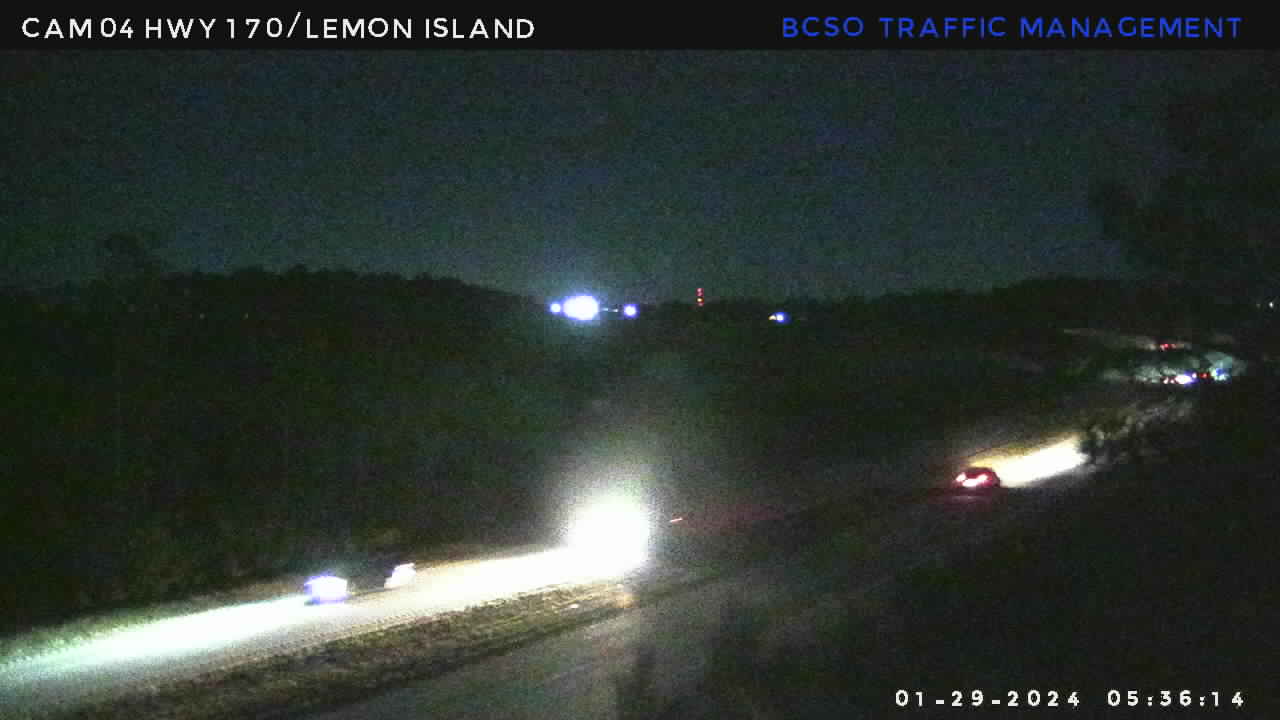 CAM04 HWY 170/LEMON ISLAND
BCSO TRAFFIC MANAGEMENT
01-29-2024 05:36:14